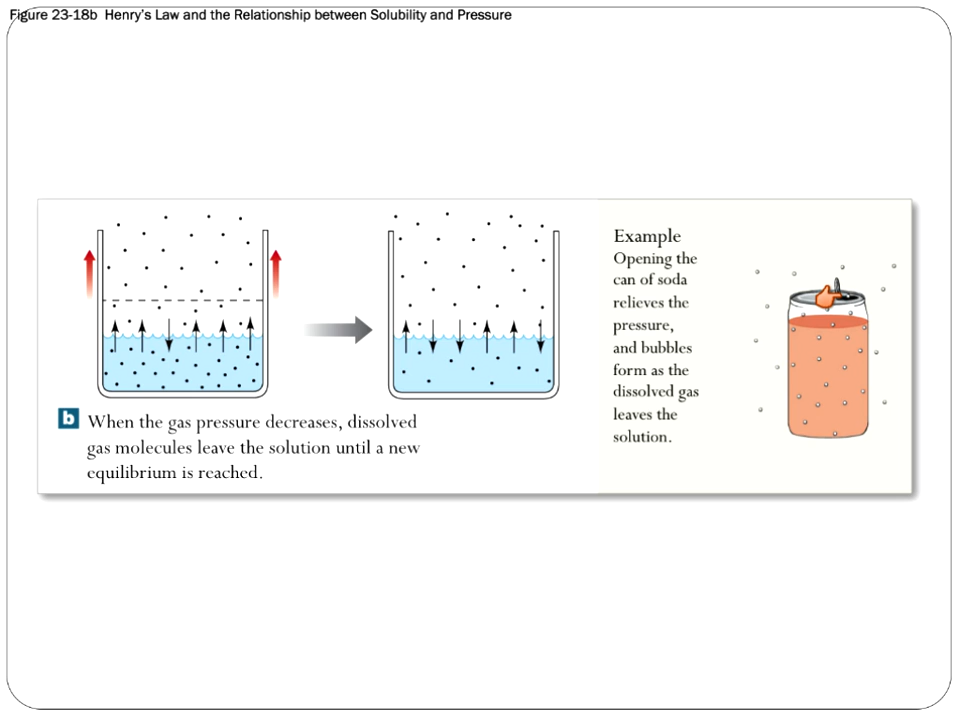 Figure 23-18b Henry's Law and the Relationship between Solubility and Pressure
b When the gas pressure decreases, dissolved
gas molecules leave the solution until a new
equilibrium is reached.
Example
Opening the
can of soda
relieves the
pressure,
and bubbles
form as the
dissolved gas
leaves the
solution.